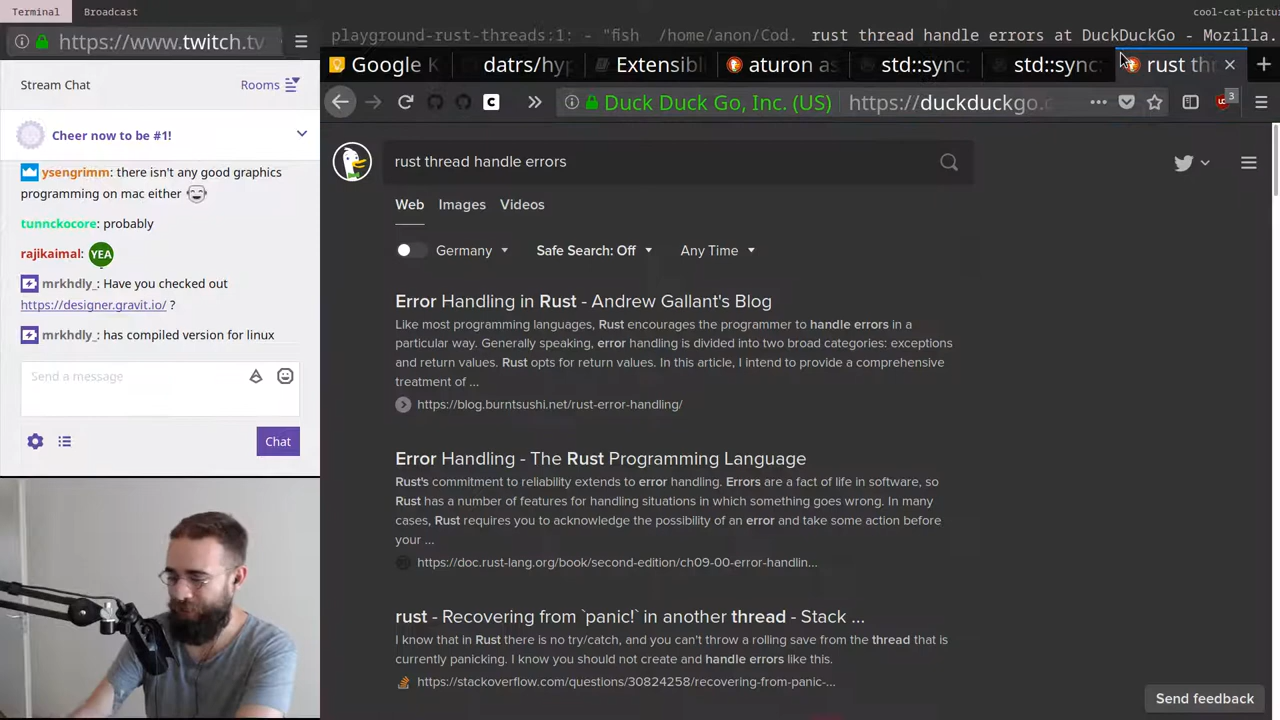 Terminal Broadcast cool-cat-pictu
https://www.twitch.tv
playground-rust-threads:1: - "fish /home/anon/Cod. rust thread handle errors at DuckDuckGo - Mozilla.
Google K datrs/hyp Extensibl aturon as std::sync: std::sync: rust thr
Duck Duck Go, Inc. (US) https://duckduckgo.c
3
Stream Chat Rooms
Cheer now to be #1!
ysengrimm: there isn't any good graphics
programming on mac either
tunnckocore: probably
rajikaimal: YEA
mrkhdly_: Have you checked out
https://designer.gravit.io/ ?
mrkhdly_: has compiled version for linux
Send a message
Chat
rust thread handle errors
Web Images Videos
Germany Safe Search: Off Any Time
Error Handling in Rust - Andrew Gallant's Blog
Like most programming languages, Rust encourages the programmer to handle errors in a
particular way. Generally speaking, error handling is divided into two broad categories: exceptions
and return values. Rust opts for return values. In this article, I intend to provide a comprehensive
treatment of ...
https://blog.burntsushi.net/rust-error-handling/
Error Handling - The Rust Programming Language
Rust's commitment to reliability extends to error handling. Errors are a fact of life in software, so
Rust has a number of features for handling situations in which something goes wrong. In many
cases, Rust requires you to acknowledge the possibility of an error and take some action before
your ...
https://doc.rust-lang.org/book/second-edition/ch09-00-error-handlin...
rust - Recovering from `panic!` in another thread - Stack ...
I know that in Rust there is no try/catch, and you can't throw a rolling save from the thread that is
currently panicking. I know you should not create and handle errors like this.
https://stackoverflow.com/questions/30824258/recovering-from-panic-...
Send feedback